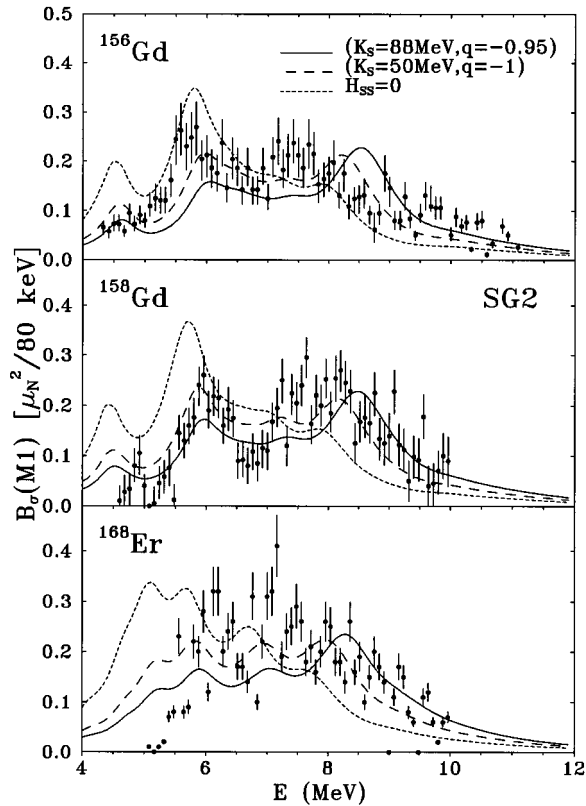 0.5
0.4
0.3
0.2
0.1
0.0
¹⁵⁶Gd
(K_S=88MeV,q=−0.95)
(K_S=50MeV,q=−1)
H_SS=0
0.4
0.3
0.2
0.1
0.0
¹⁵⁸Gd
SG2
B_σ(M1) [μ_N²/80 keV]
0.4
0.3
0.2
0.1
0.0
¹⁶⁸Er
4 6 8 10 12
E (MeV)